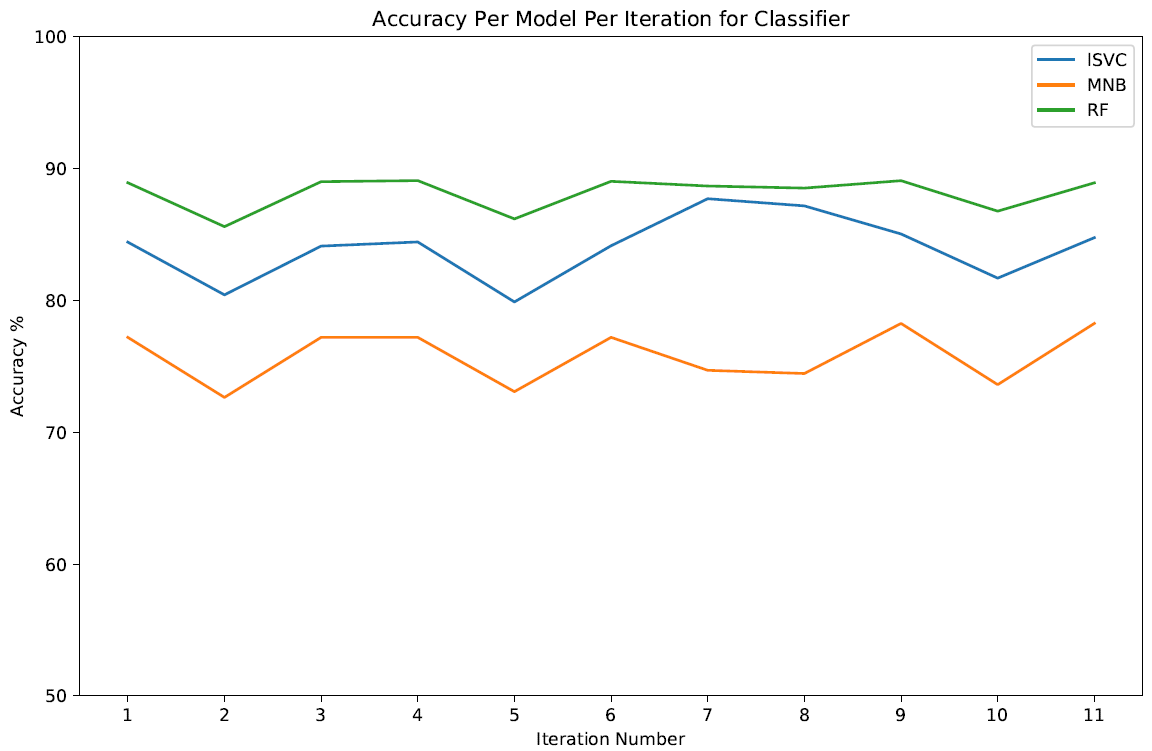 Accuracy Per Model Per Iteration for Classifier
100
90
80
70
60
50
Accuracy %
lSVC
MNB
RF
1 2 3 4 5 6 7 8 9 10 11
Iteration Number